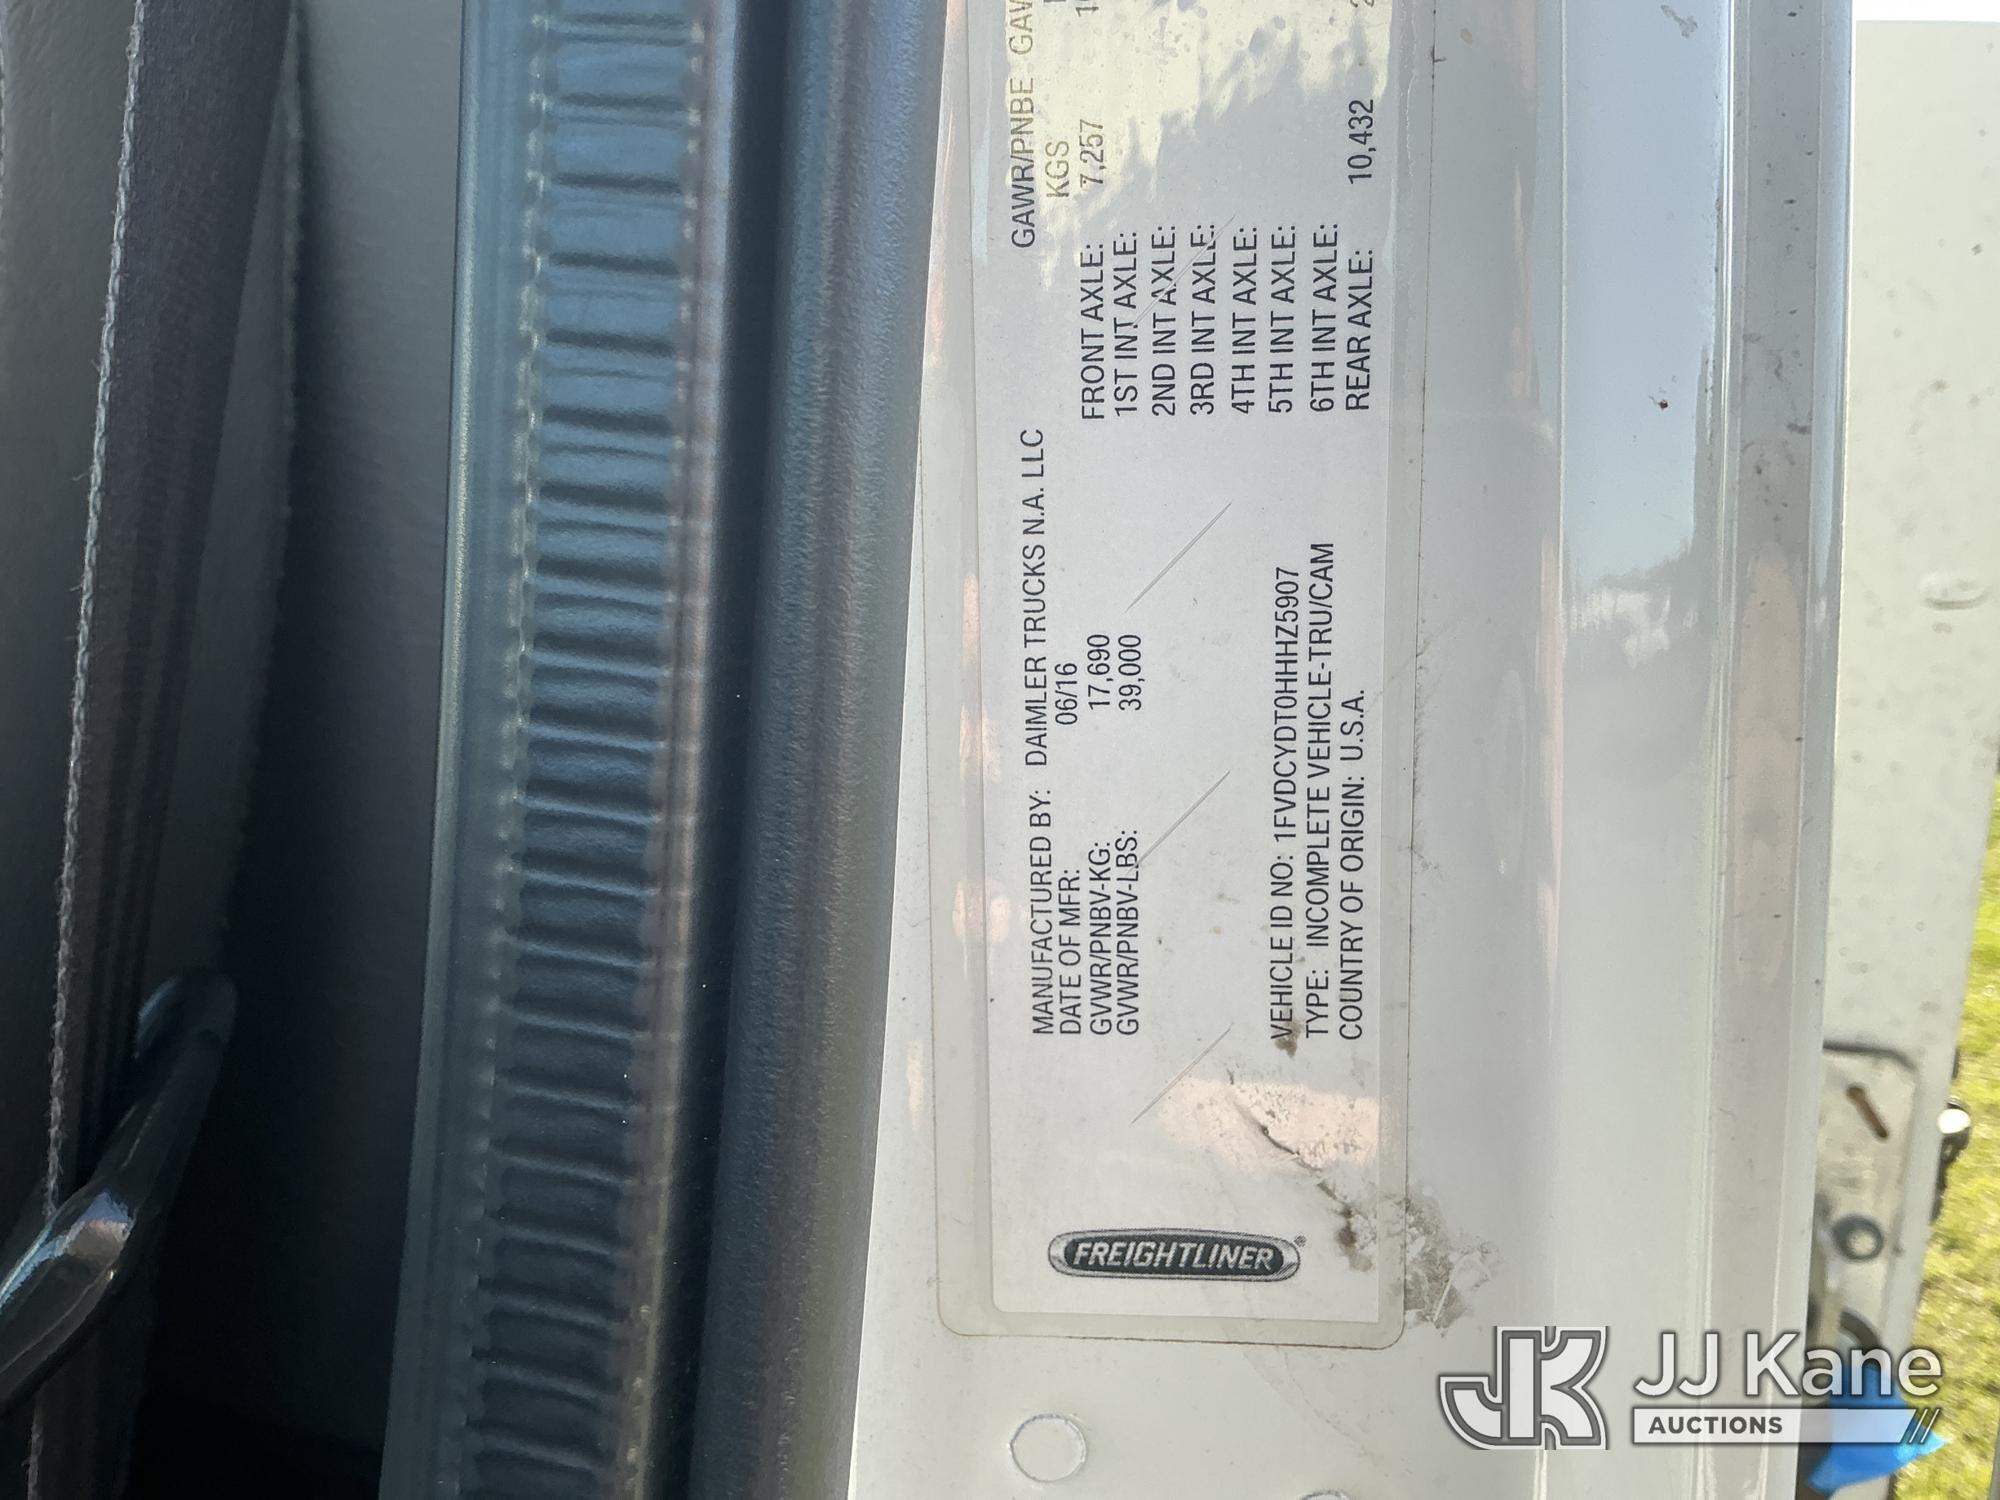 FREIGHTLINER®
MANUFACTURED BY: DAIMLER TRUCKS N.A. LLC
DATE OF MFR: 06/16
GVWR/PNBV-KG: 17,690
GVWR/PNBV-LBS: 39,000
VEHICLE ID NO: 1FVDCYDT0HHHZ5907
TYPE: INCOMPLETE VEHICLE-TRU/CAM
COUNTRY OF ORIGIN: U.S.A.
GAWR/PNBE
KGS
FRONT AXLE: 7,257
1ST INT AXLE:
2ND INT AXLE:
3RD INT AXLE:
4TH INT AXLE:
5TH INT AXLE:
6TH INT AXLE:
REAR AXLE: 10,432
JK JJ Kane
AUCTIONS